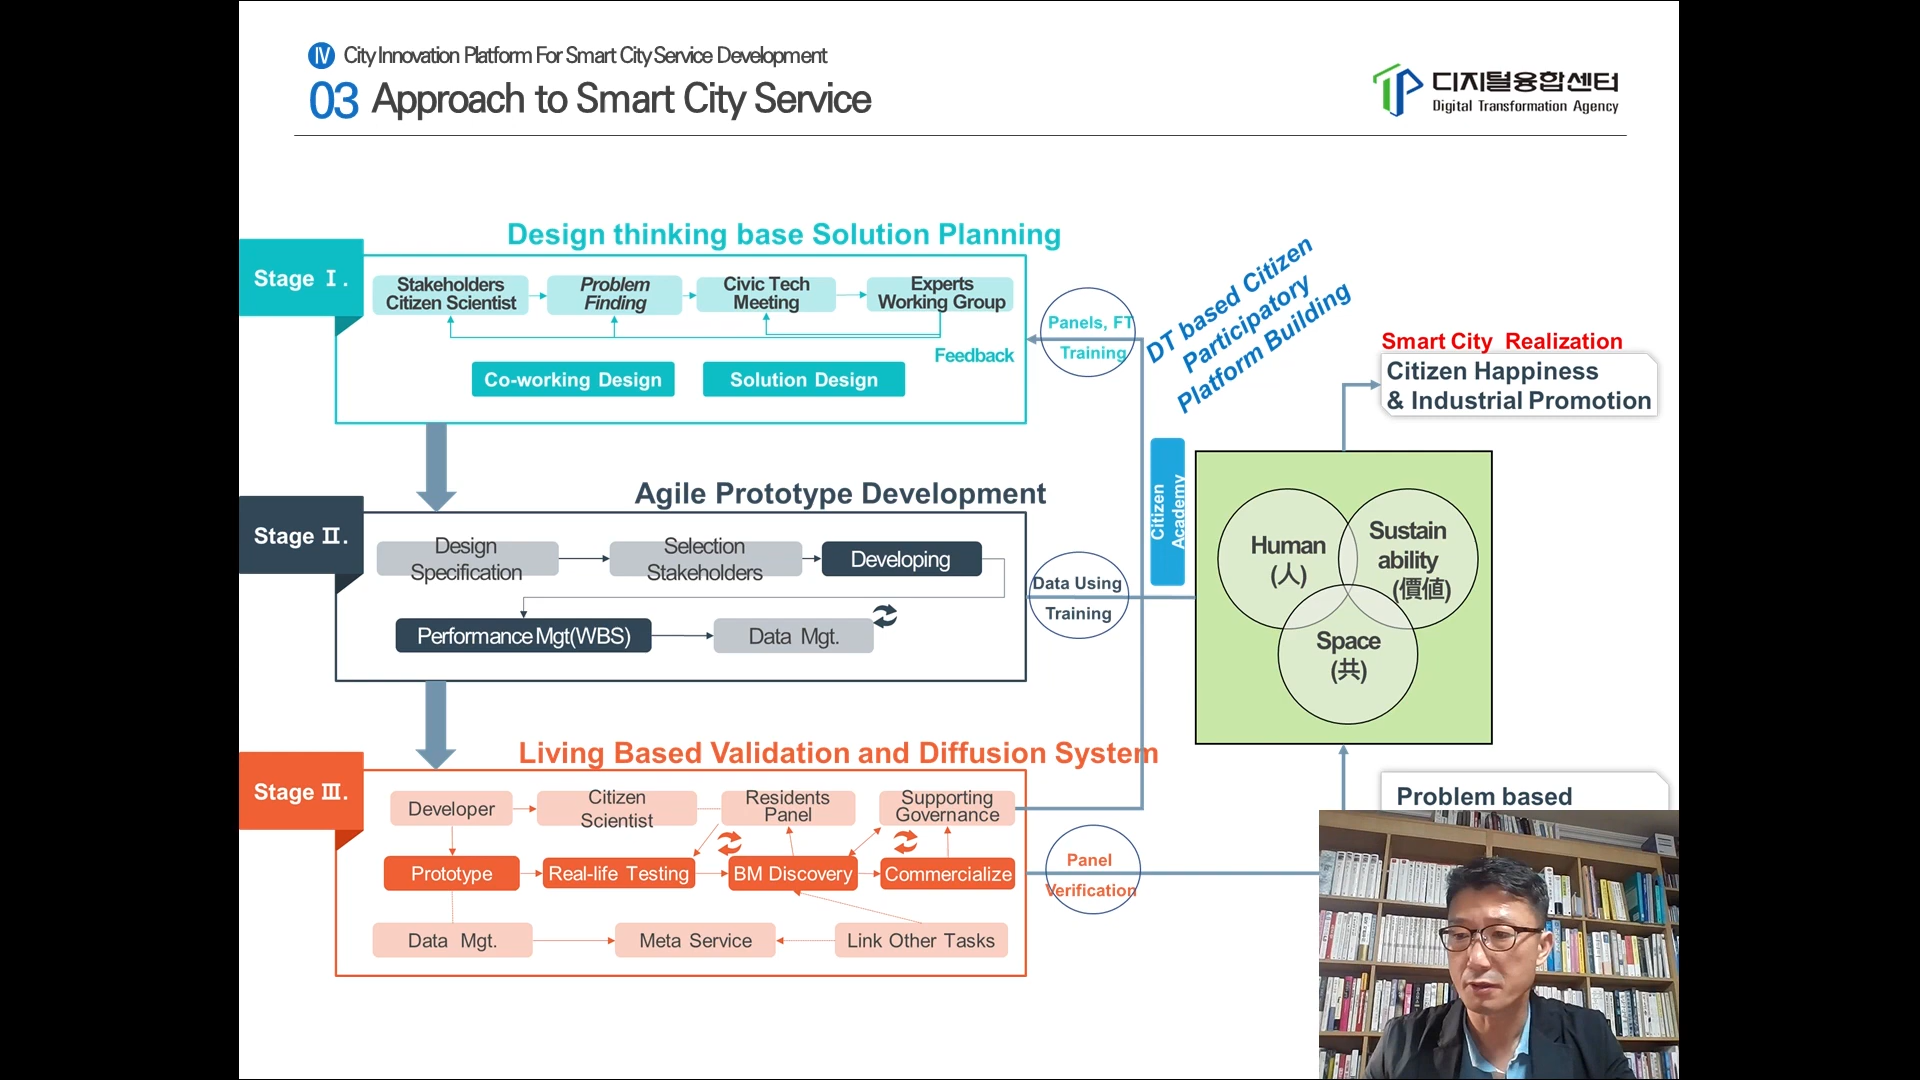 Ⅳ City Innovation Platform For Smart City Service Development
03 Approach to Smart City Service
디지털융합센터
Digital Transformation Agency
Design thinking base Solution Planning
Stage Ⅰ.
Stakeholders
Citizen Scientist
Problem
Finding
Civic Tech
Meeting
Experts
Working Group
Feedback
Co-working Design
Solution Design
Panels, FT
Training
DT based Citizen
Participatory
Platform Building
Smart City Realization
Citizen Happiness
& Industrial Promotion
Agile Prototype Development
Stage Ⅱ.
Design
Specification
Selection
Stakeholders
Developing
Performance Mgt(WBS)
Data Mgt.
Data Using
Training
Citizen
Academy
Human
(人)
Sustain
ability
(價値)
Space
(共)
Living Based Validation and Diffusion System
Stage Ⅲ.
Developer
Citizen
Scientist
Residents
Panel
Supporting
Governance
Prototype
Real-life Testing
BM Discovery
Commercialize
Data Mgt.
Meta Service
Link Other Tasks
Panel
Verification
Problem based